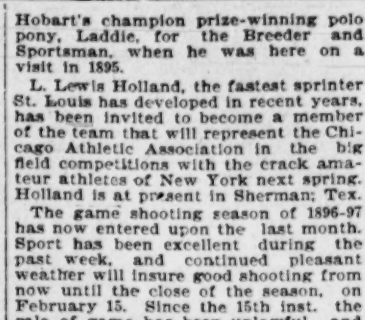 Hobart's champion prize-winning polo
pony, Laddie, for the Breeder and
Sportsman, when he was here on a
visit in 1895.
L. Lewis Holland, the fastest sprinter
St. Louis has developed in recent years,
has been invited to become a member
of the team that will represent the Chi-
cago Athletic Association in the big
field competitions with the crack ama-
teur athletes of New York next spring.
Holland is at present in Sherman, Tex.
The game shooting season of 1896-97
has now entered upon the last month.
Sport has been excellent during the
past week, and continued pleasant
weather will insure good shooting from
now until the close of the season, on
February 15. Since the 15th inst. the